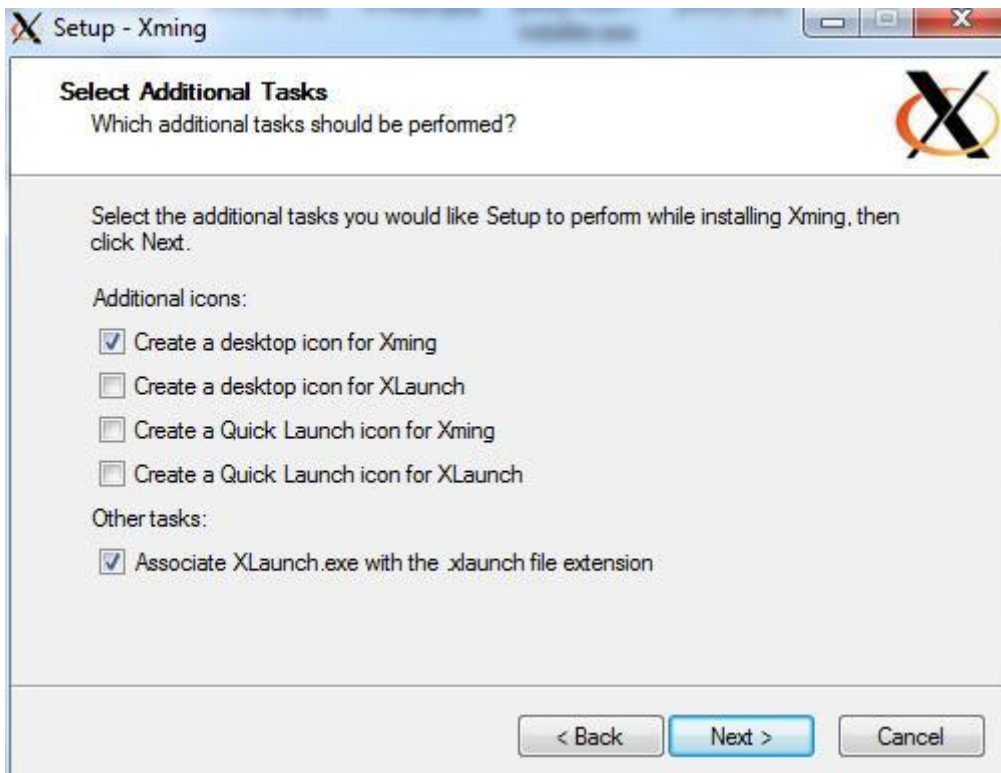 Setup - Xming
Select Additional Tasks
Which additional tasks should be performed?
Select the additional tasks you would like Setup to perform while installing Xming, then
click Next.
Additional icons:
Create a desktop icon for Xming
Create a desktop icon for XLaunch
Create a Quick Launch icon for Xming
Create a Quick Launch icon for XLaunch
Other tasks:
Associate XLaunch.exe with the .xlaunch file extension
< Back Next > Cancel